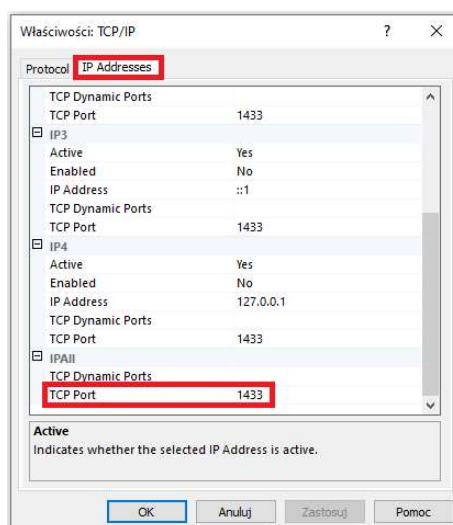 Właściwości: TCP/IP ? ×
Protocol IP Addresses
TCP Dynamic Ports
TCP Port 1433
IP3
Active Yes
Enabled No
IP Address ::1
TCP Dynamic Ports
TCP Port 1433
IP4
Active Yes
Enabled No
IP Address 127.0.0.1
TCP Dynamic Ports
TCP Port 1433
IPAll
TCP Dynamic Ports
TCP Port 1433
Active
Indicates whether the selected IP Address is active.
OK Anuluj Zastosuj Pomoc